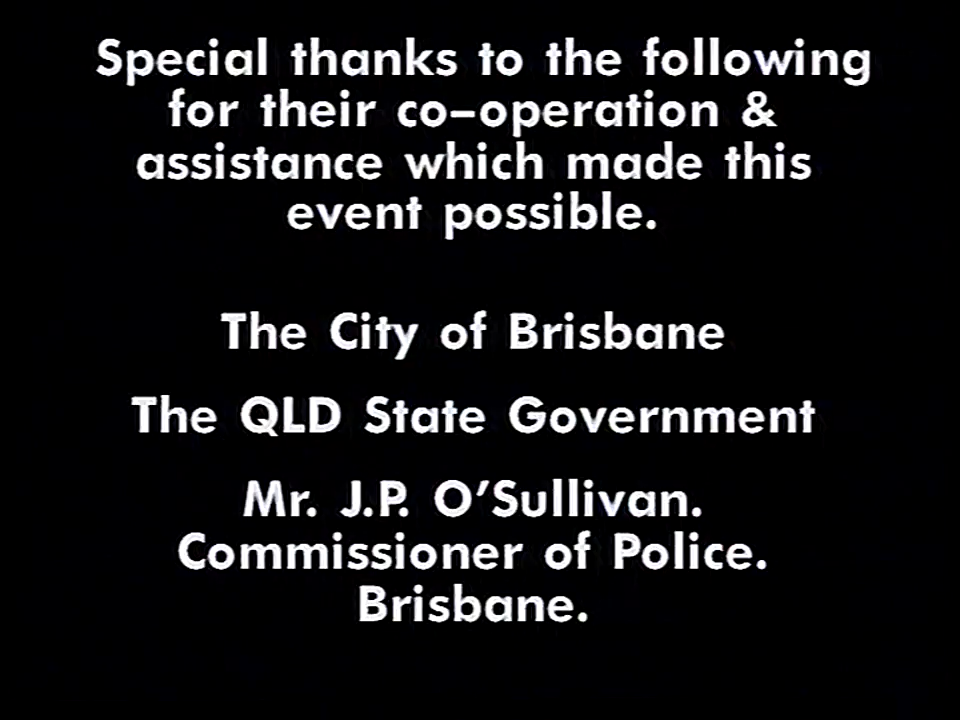 Special thanks to the following
for their co-operation &
assistance which made this
event possible.
The City of Brisbane
The QLD State Government
Mr. J.P. O'Sullivan.
Commissioner of Police.
Brisbane.